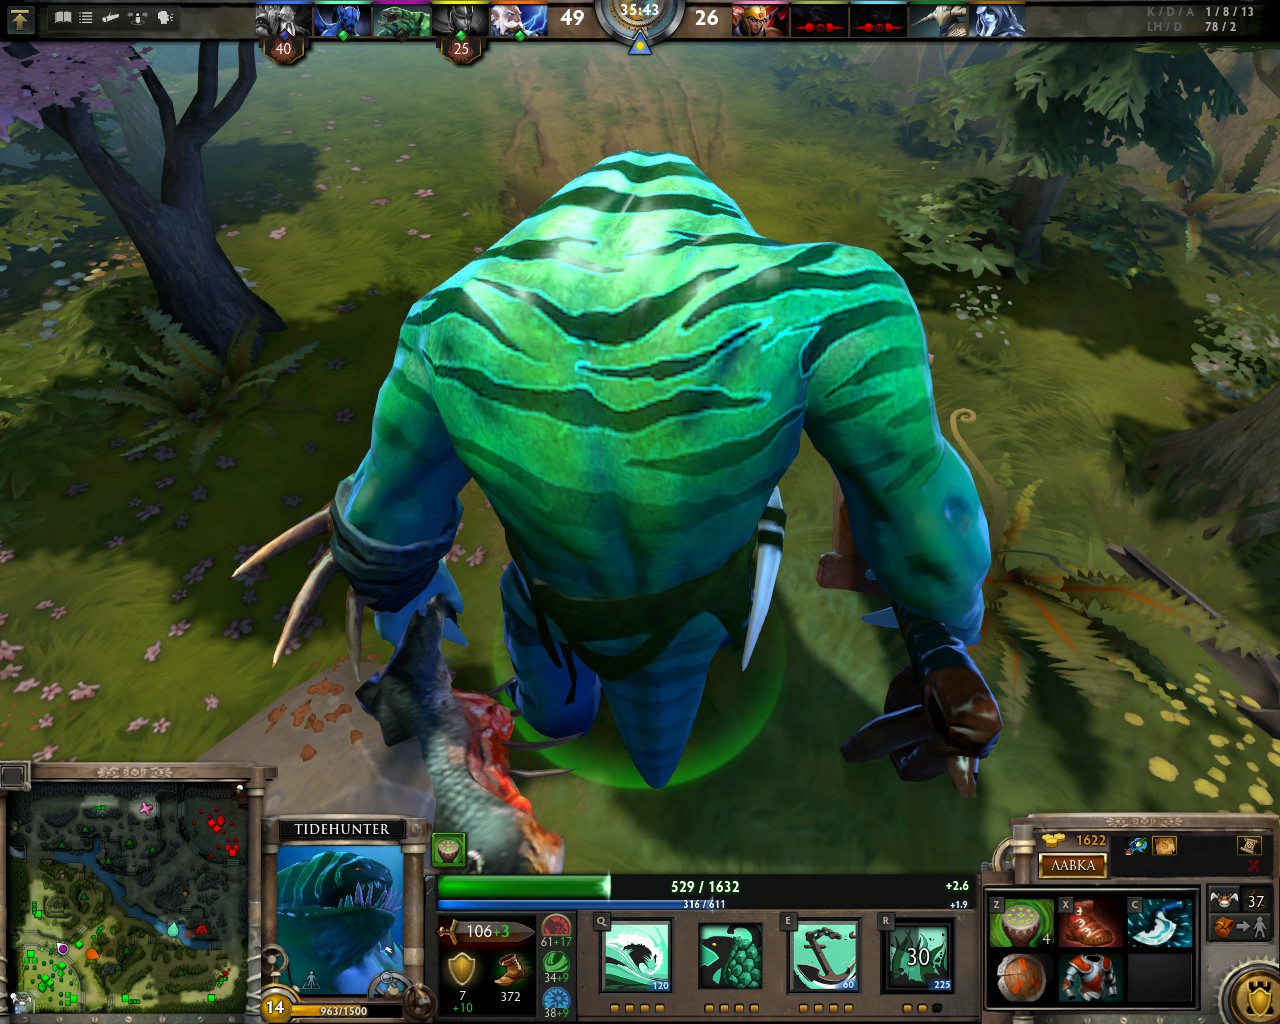 49
35:43
26
K / D / A 1 / 8 / 13
LH / D 78 / 2
40
25
TIDEHUNTER
14
963/1500
529 / 1632
+2.6
316 / 611
+1.9
106+3
7
+10
372
61+17
34+9
38+9
Q
120
E
60
R
30
225
1622
ЛАВКА
Z
4
X
C
37